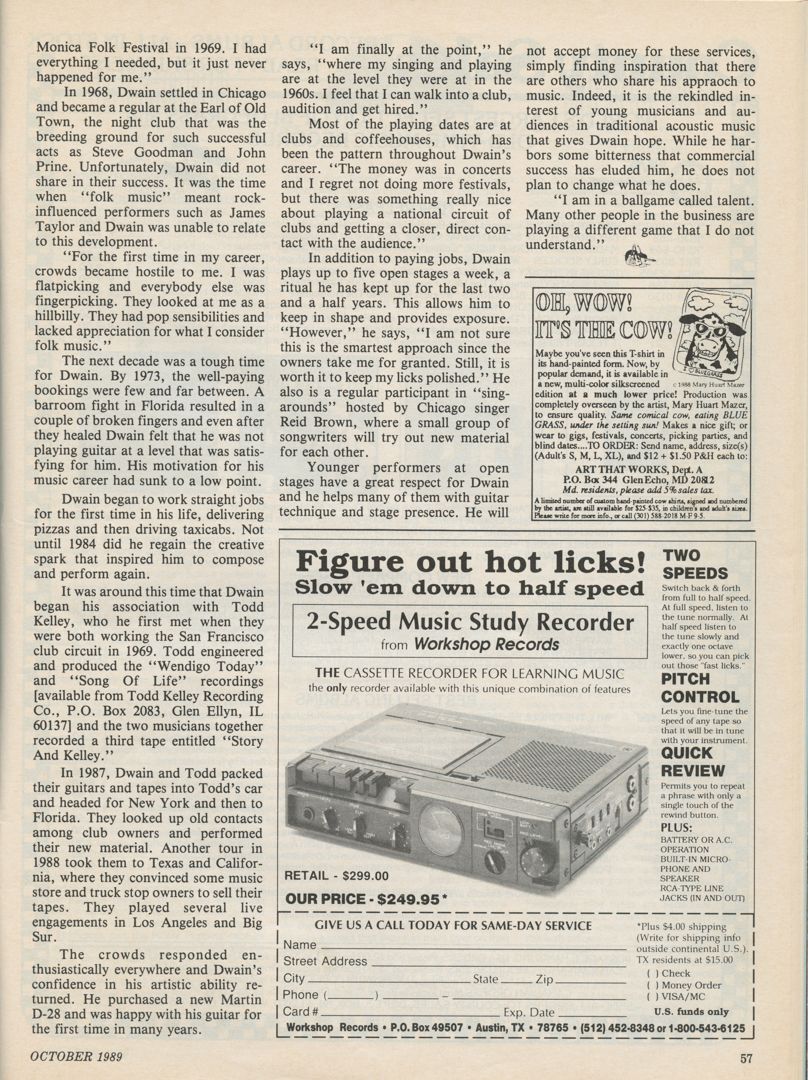 Monica Folk Festival in 1969. I had
everything I needed, but it just never
happened for me.”
In 1968, Dwain settled in Chicago
and became a regular at the Earl of Old
Town, the night club that was the
breeding ground for such successful
acts as Steve Goodman and John
Prine. Unfortunately, Dwain did not
share in their success. It was the time
when “folk music” meant rock-
influenced performers such as James
Taylor and Dwain was unable to relate
to this development.
“For the first time in my career,
crowds became hostile to me. I was
flatpicking and everybody else was
fingerpicking. They looked at me as a
hillbilly. They had pop sensibilities and
lacked appreciation for what I consider
folk music.”
The next decade was a tough time
for Dwain. By 1973, the well-paying
bookings were few and far between. A
barroom fight in Florida resulted in a
couple of broken fingers and even after
they healed Dwain felt that he was not
playing guitar at a level that was satis-
fying for him. His motivation for his
music career had sunk to a low point.
Dwain began to work straight jobs
for the first time in his life, delivering
pizzas and then driving taxicabs. Not
until 1984 did he regain the creative
spark that inspired him to compose
and perform again.
It was around this time that Dwain
began his association with Todd
Kelley, who he first met when they
were both working the San Francisco
club circuit in 1969. Todd engineered
and produced the “Wendigo Today”
and “Song Of Life” recordings
[available from Todd Kelley Recording
Co., P.O. Box 2083, Glen Ellyn, IL
60137] and the two musicians together
recorded a third tape entitled “Story
And Kelley.”
In 1987, Dwain and Todd packed
their guitars and tapes into Todd’s car
and headed for New York and then to
Florida. They looked up old contacts
among club owners and performed
their new material. Another tour in
1988 took them to Texas and Califor-
nia, where they convinced some music
store and truck stop owners to sell their
tapes. They played several live
engagements in Los Angeles and Big
Sur.
The crowds responded en-
thusiastically everywhere and Dwain’s
confidence in his artistic ability re-
turned. He purchased a new Martin
D-28 and was happy with his guitar for
the first time in many years.
“I am finally at the point,” he
says, “where my singing and playing
are at the level they were at in the
1960s. I feel that I can walk into a club,
audition and get hired.”
Most of the playing dates are at
clubs and coffeehouses, which has
been the pattern throughout Dwain’s
career. “The money was in concerts
and I regret not doing more festivals,
but there was something really nice
about playing a national circuit of
clubs and getting a closer, direct con-
tact with the audience.”
In addition to paying jobs, Dwain
plays up to five open stages a week, a
ritual he has kept up for the last two
and a half years. This allows him to
keep in shape and provides exposure.
“However,” he says, “I am not sure
this is the smartest approach since the
owners take me for granted. Still, it is
worth it to keep my licks polished.” He
also is a regular participant in “sing-
arounds” hosted by Chicago singer
Reid Brown, where a small group of
songwriters will try out new material
for each other.
Younger performers at open
stages have a great respect for Dwain
and he helps many of them with guitar
technique and stage presence. He will
not accept money for these services,
simply finding inspiration that there
are others who share his appraoch to
music. Indeed, it is the rekindled in-
terest of young musicians and au-
diences in traditional acoustic music
that gives Dwain hope. While he har-
bors some bitterness that commercial
success has eluded him, he does not
plan to change what he does.
“I am in a ballgame called talent.
Many other people in the business are
playing a different game that I do not
understand.”
OH, WOW!
IT'S THE COW!
Maybe you've seen this T-shirt in
its hand-painted form. Now, by
popular demand, it is available in
a new, multi-color silkscreened
© 1988 Mary Huart Mazer
edition at a much lower price! Production was
completely overseen by the artist, Mary Huart Mazer,
to ensure quality. Same comical cow, eating BLUE
GRASS, under the setting sun! Makes a nice gift; or
wear to gigs, festivals, concerts, picking parties, and
blind dates....TO ORDER: Send name, address, size(s)
(Adult's S, M, L, XL), and $12 + $1.50 P&H each to:
ART THAT WORKS, Dept. A
P.O. Box 344 Glen Echo, MD 20812
Md. residents, please add 5% sales tax.
A limited number of custom hand-painted cow shirts, signed and numbered
by the artist, are still available for $25-$35, in children's and adult's sizes.
Please write for more info., or call (301) 588-2018 M-F 9-5.
Figure out hot licks!
Slow 'em down to half speed
2-Speed Music Study Recorder
from Workshop Records
THE CASSETTE RECORDER FOR LEARNING MUSIC
the only recorder available with this unique combination of features
RETAIL - $299.00
OUR PRICE - $249.95*
TWO
SPEEDS
Switch back & forth
from full to half speed.
At full speed, listen to
the tune normally. At
half speed listen to
the tune slowly and
exactly one octave
lower, so you can pick
out those "fast licks."
PITCH
CONTROL
Lets you fine-tune the
speed of any tape so
that it will be in tune
with your instrument.
QUICK
REVIEW
Permits you to repeat
a phrase with only a
single touch of the
rewind button.
PLUS:
BATTERY OR A.C.
OPERATION
BUILT-IN MICRO-
PHONE AND
SPEAKER
RCA-TYPE LINE
JACKS (IN AND OUT)
GIVE US A CALL TODAY FOR SAME-DAY SERVICE
Name
Street Address
City State Zip
Phone ( ) –
Card # Exp. Date
*Plus $4.00 shipping
(Write for shipping info
outside continental U.S.).
TX residents at $15.00
( ) Check
( ) Money Order
( ) VISA/MC
U.S. funds only
Workshop Records • P.O. Box 49507 • Austin, TX • 78765 • (512) 452-8348 or 1-800-543-6125
OCTOBER 1989
57